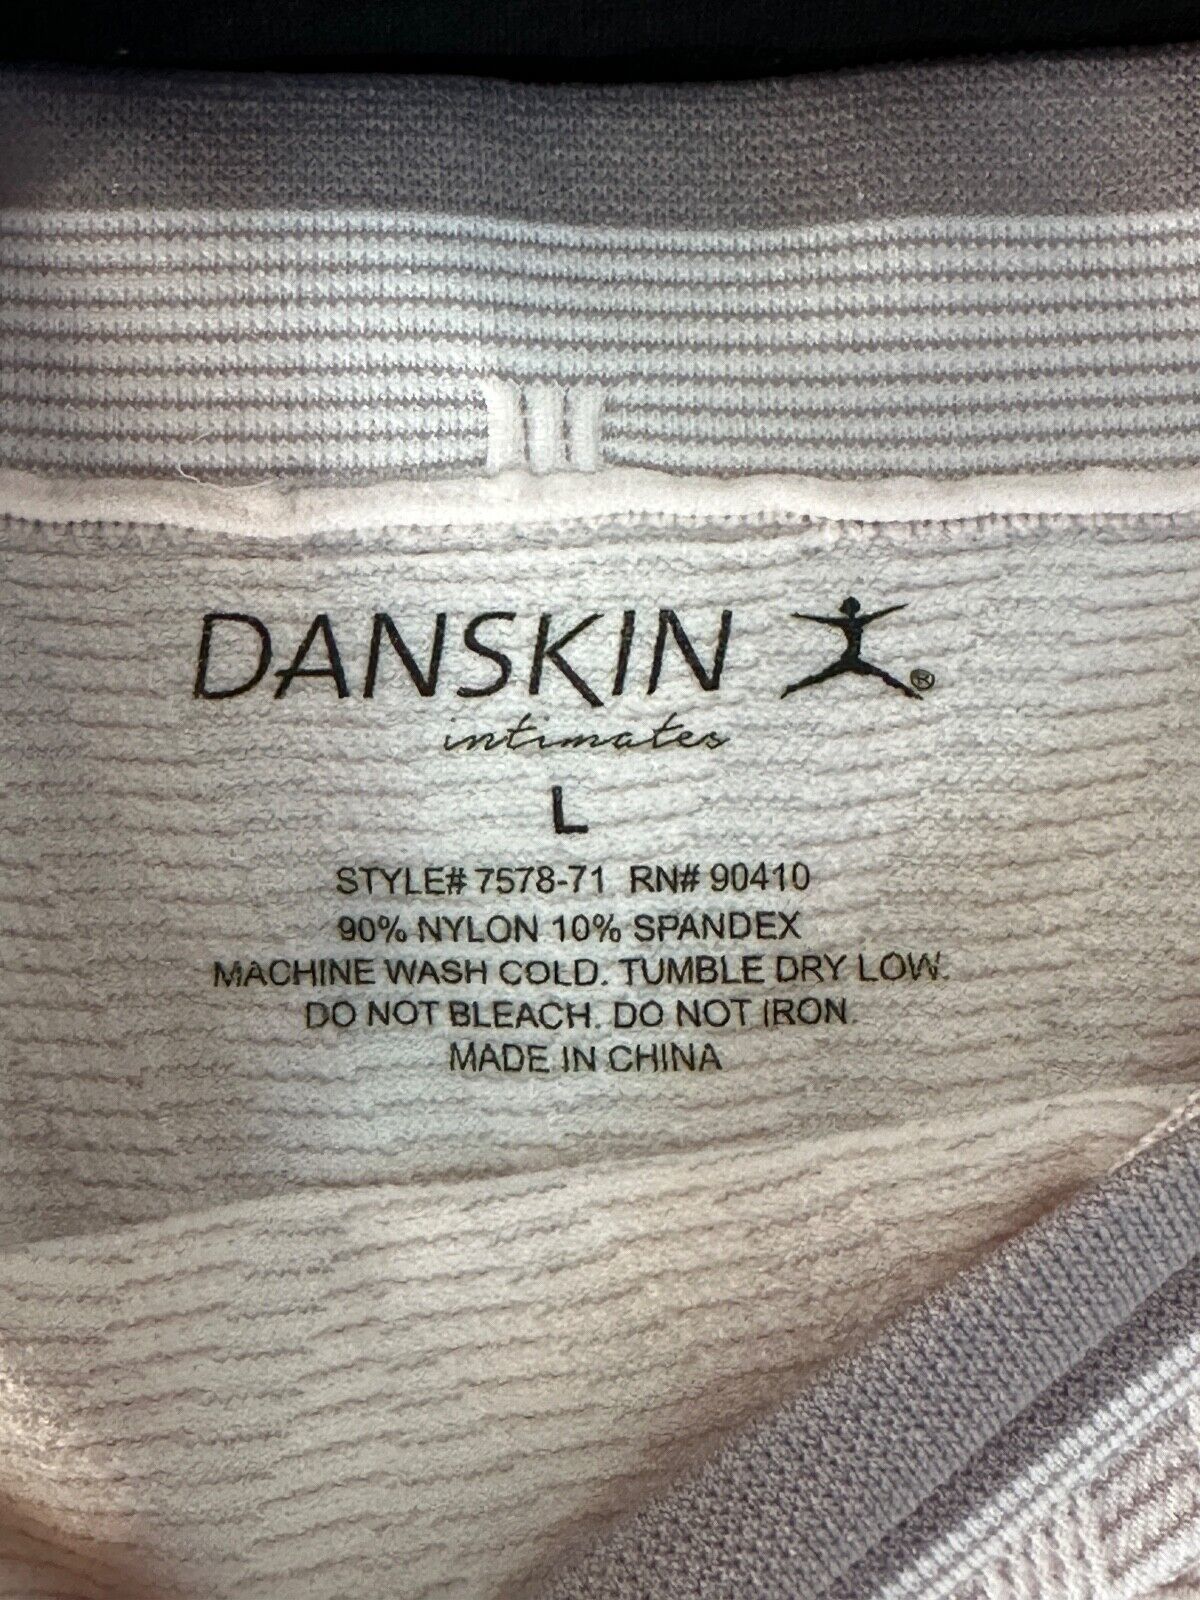 DANSKIN ®
intimates
L
STYLE# 7578-71 RN# 90410
90% NYLON 10% SPANDEX
MACHINE WASH COLD. TUMBLE DRY LOW.
DO NOT BLEACH. DO NOT IRON.
MADE IN CHINA